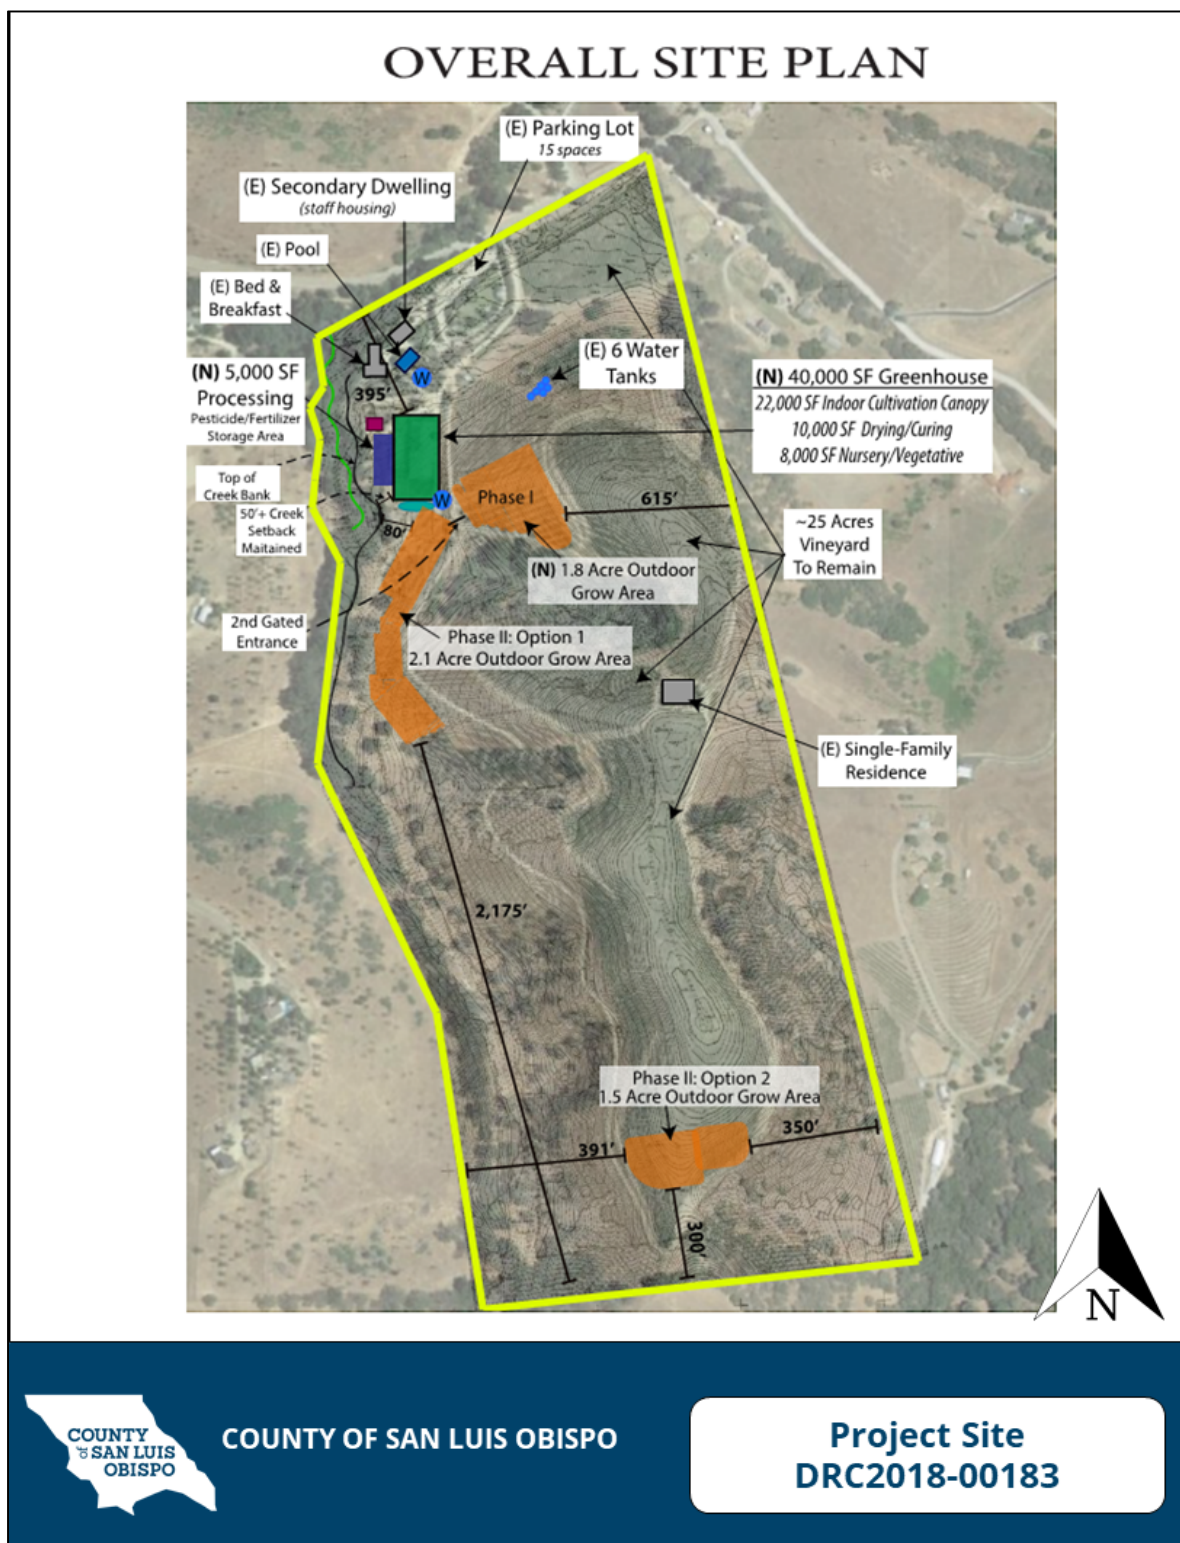 OVERALL SITE PLAN
(E) Parking Lot
15 spaces
(E) Secondary Dwelling
(staff housing)
(E) Pool
(E) Bed &
Breakfast
(E) 6 Water
Tanks
(N) 5,000 SF
Processing
Pesticide/Fertilizer
Storage Area
395'
W
(N) 40,000 SF Greenhouse
22,000 SF Indoor Cultivation Canopy
10,000 SF Drying/Curing
8,000 SF Nursery/Vegetative
Top of
Creek Bank
50'+ Creek
Setback
Maitained
W
Phase I
615'
80'
~25 Acres
Vineyard
To Remain
(N) 1.8 Acre Outdoor
Grow Area
2nd Gated
Entrance
Phase II: Option 1
2.1 Acre Outdoor Grow Area
(E) Single-Family
Residence
2,175'
Phase II: Option 2
1.5 Acre Outdoor Grow Area
391'
350'
300'
N
COUNTY
of SAN LUIS
OBISPO
COUNTY OF SAN LUIS OBISPO
Project Site
DRC2018-00183